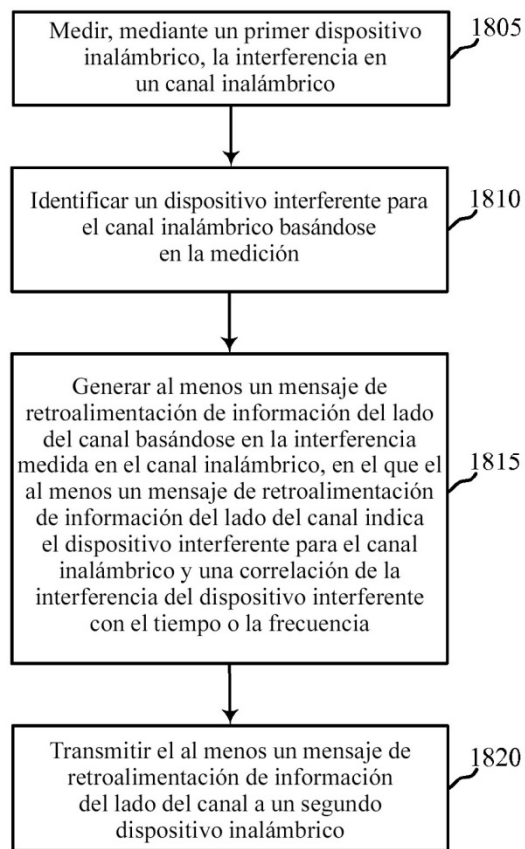 Medir, mediante un primer dispositivo
inalámbrico, la interferencia en
un canal inalámbrico
1805
Identificar un dispositivo interferente para
el canal inalámbrico basándose
en la medición
1810
Generar al menos un mensaje de
retroalimentación de información del lado
del canal basándose en la interferencia
medida en el canal inalámbrico, en el que el
al menos un mensaje de retroalimentación
de información del lado del canal indica
el dispositivo interferente para el canal
inalámbrico y una correlación de la
interferencia del dispositivo interferente
con el tiempo o la frecuencia
1815
Transmitir el al menos un mensaje de
retroalimentación de información
del lado del canal a un segundo
dispositivo inalámbrico
1820